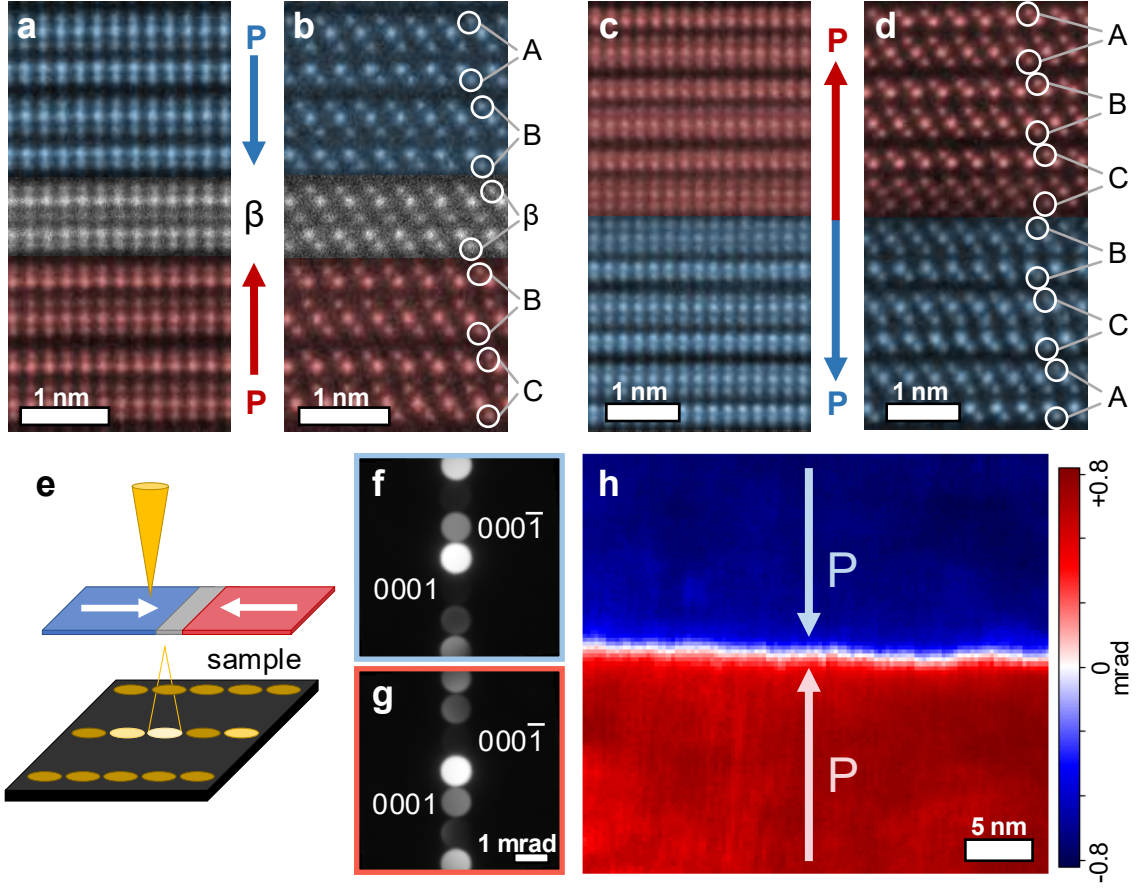 a
P
β
P
1 nm
b
A
B
β
B
C
1 nm
c
P
P
1 nm
d
A
B
C
B
C
A
1 nm
e
sample
f
0001̅
0001
g
0001̅
0001
1 mrad
h
P
P
5 nm
+0.8
0
mrad
-0.8